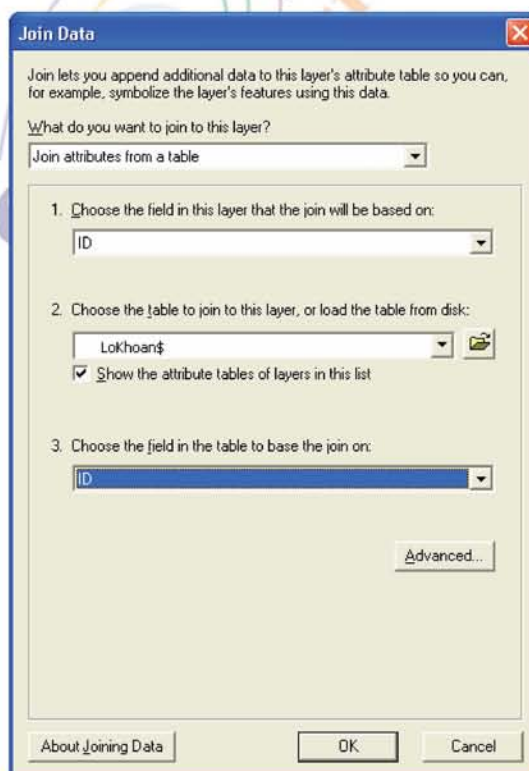 Join Data
Join lets you append additional data to this layer's attribute table so you can,
for example, symbolize the layer's features using this data.
What do you want to join to this layer?
Join attributes from a table
1. Choose the field in this layer that the join will be based on:
ID
2. Choose the table to join to this layer, or load the table from disk:
LoKhoan$
Show the attribute tables of layers in this list
3. Choose the field in the table to base the join on:
ID
Advanced...
About Joining Data
OK
Cancel